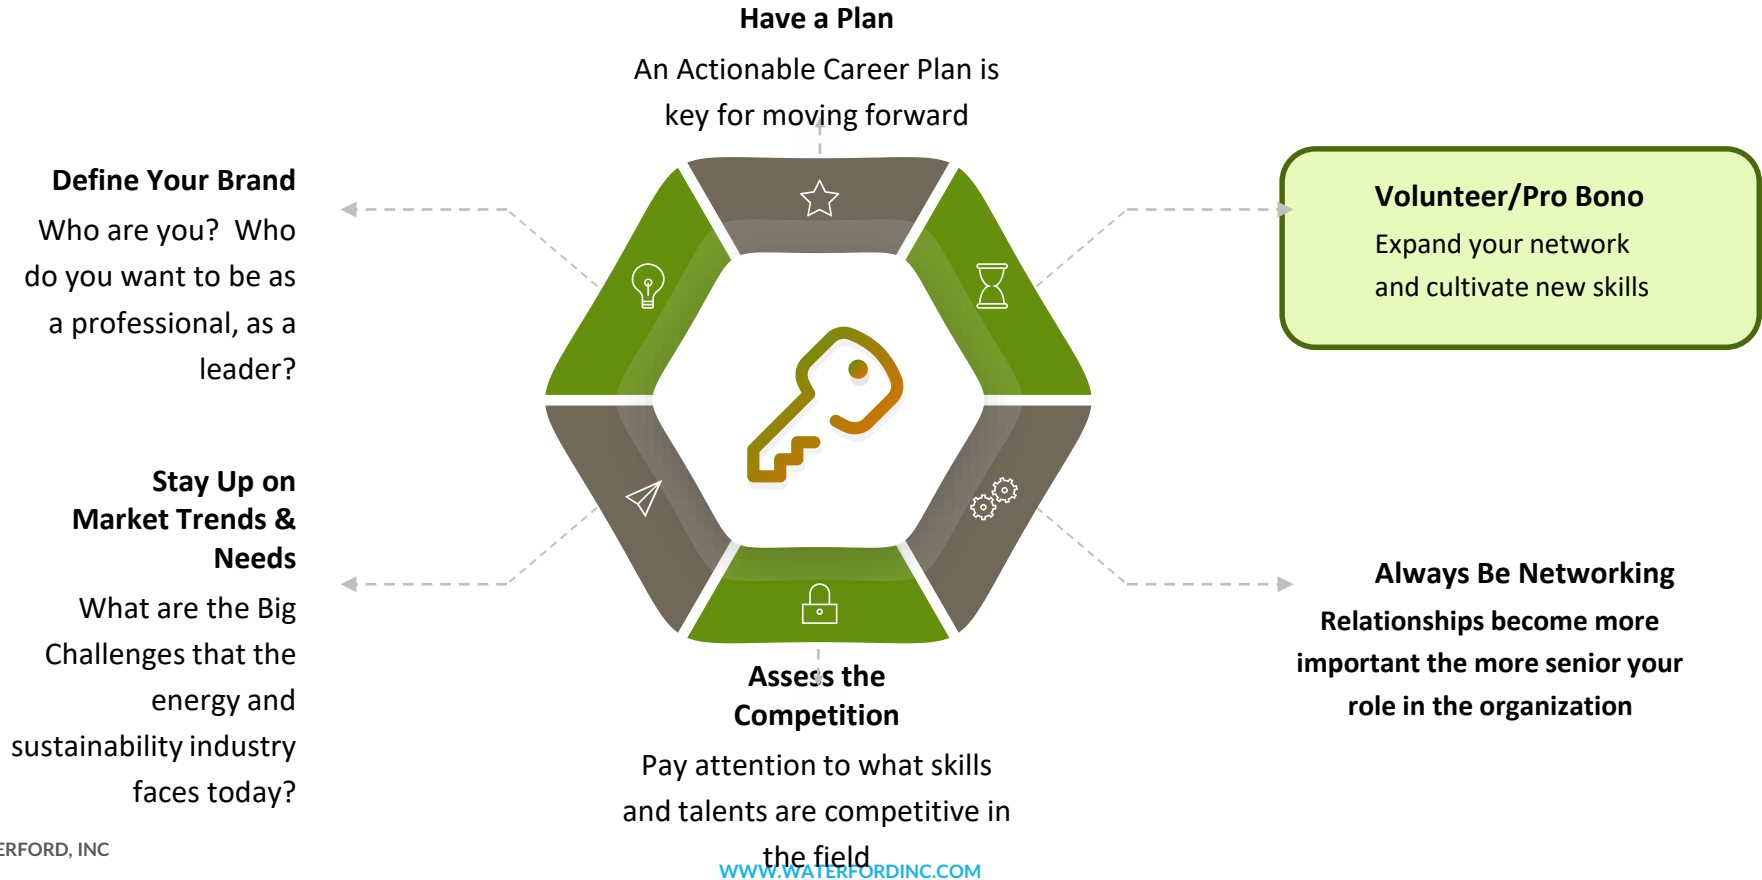 Have a Plan
An Actionable Career Plan is
key for moving forward
Define Your Brand
Who are you?  Who
do you want to be as
a professional, as a
leader?
Volunteer/Pro Bono
Expand your network
and cultivate new skills
Stay Up on
Market Trends &
Needs
What are the Big
Challenges that the
energy and
sustainability industry
faces today?
Always Be Networking
Relationships become more
important the more senior your
role in the organization
Assess the
Competition
Pay attention to what skills
and talents are competitive in
the field
ERFORD, INC
WWW.WATERFORDINC.COM